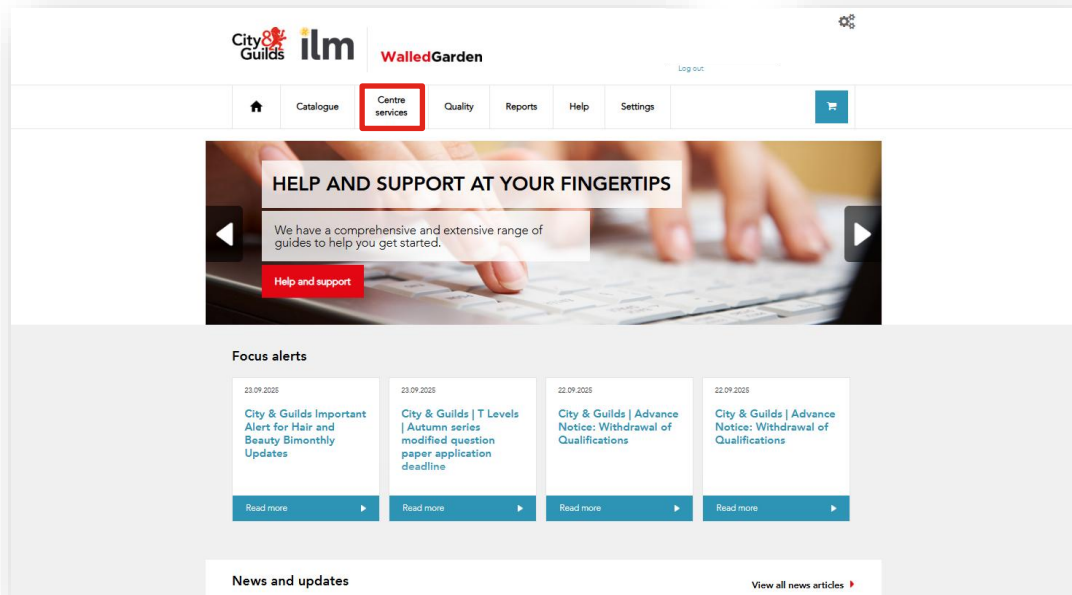 City& Guilds
ilm
WalledGarden
Log out
Catalogue
Centre
services
Quality
Reports
Help
Settings
HELP AND SUPPORT AT YOUR FINGERTIPS
We have a comprehensive and extensive range of
guides to help you get started.
Help and support
Focus alerts
23.09.2025
City & Guilds Important
Alert for Hair and
Beauty Bimonthly
Updates
Read more
23.09.2025
City & Guilds | T Levels
| Autumn series
modified question
paper application
deadline
Read more
22.09.2025
City & Guilds | Advance
Notice: Withdrawal of
Qualifications
Read more
22.09.2025
City & Guilds | Advance
Notice: Withdrawal of
Qualifications
Read more
News and updates
View all news articles